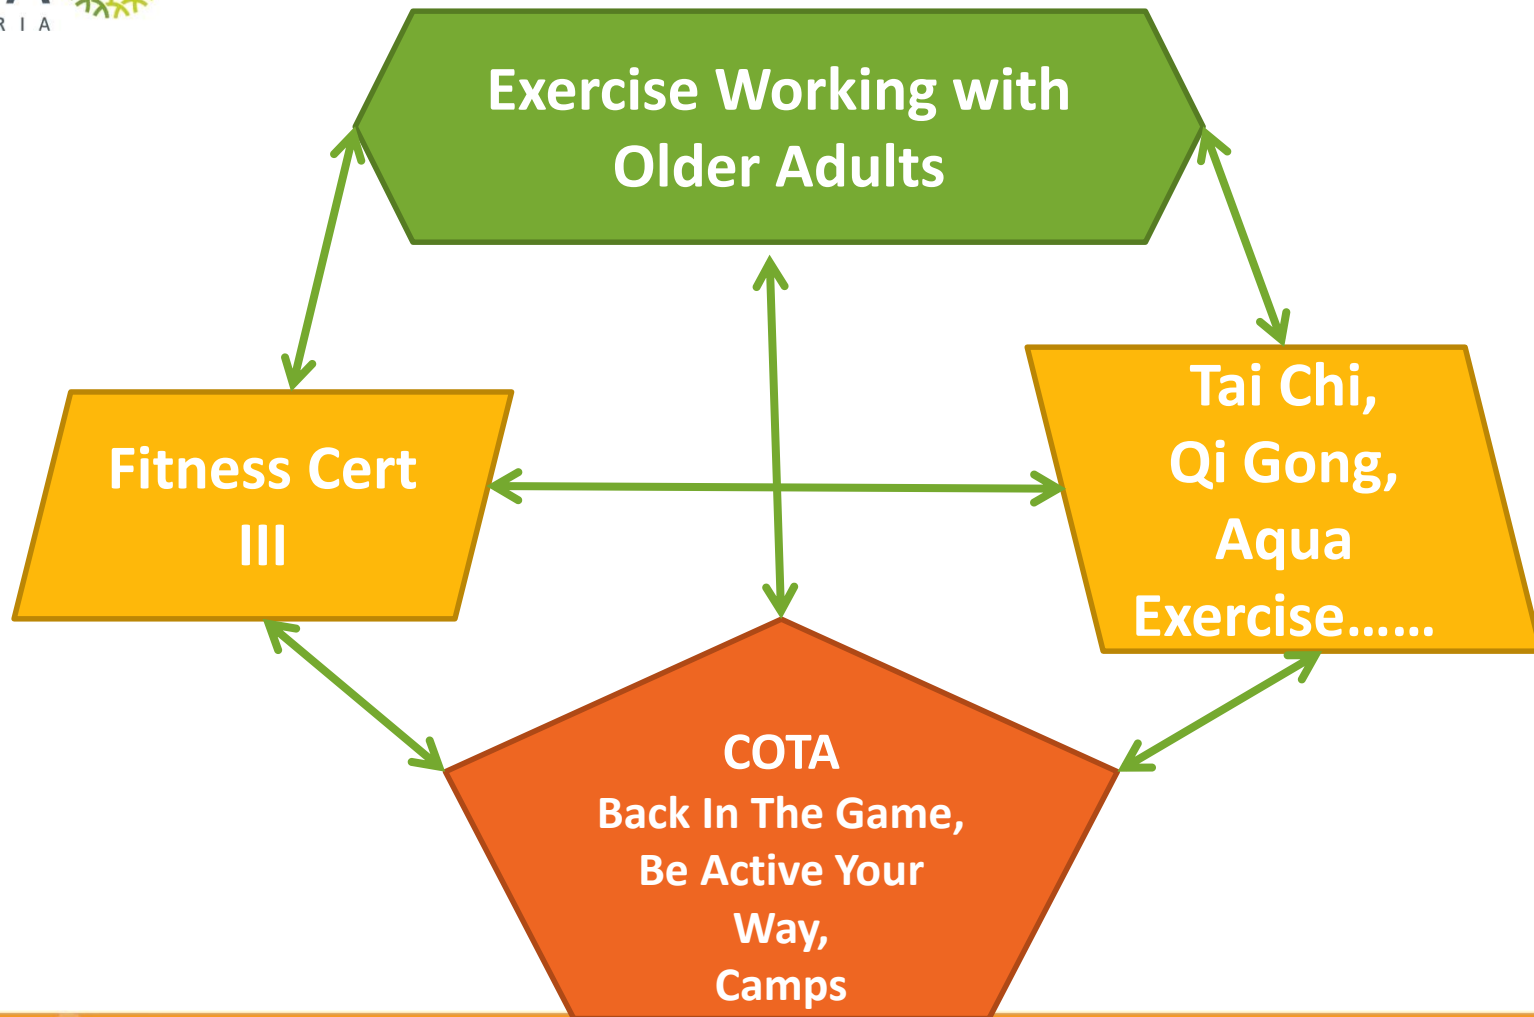 R I A
Exercise Working with
Older Adults
Tai Chi,
Qi Gong,
Aqua
Exercise......
Fitness Cert
III
COTA
Back In The Game,
Be Active Your
Way,
Camps